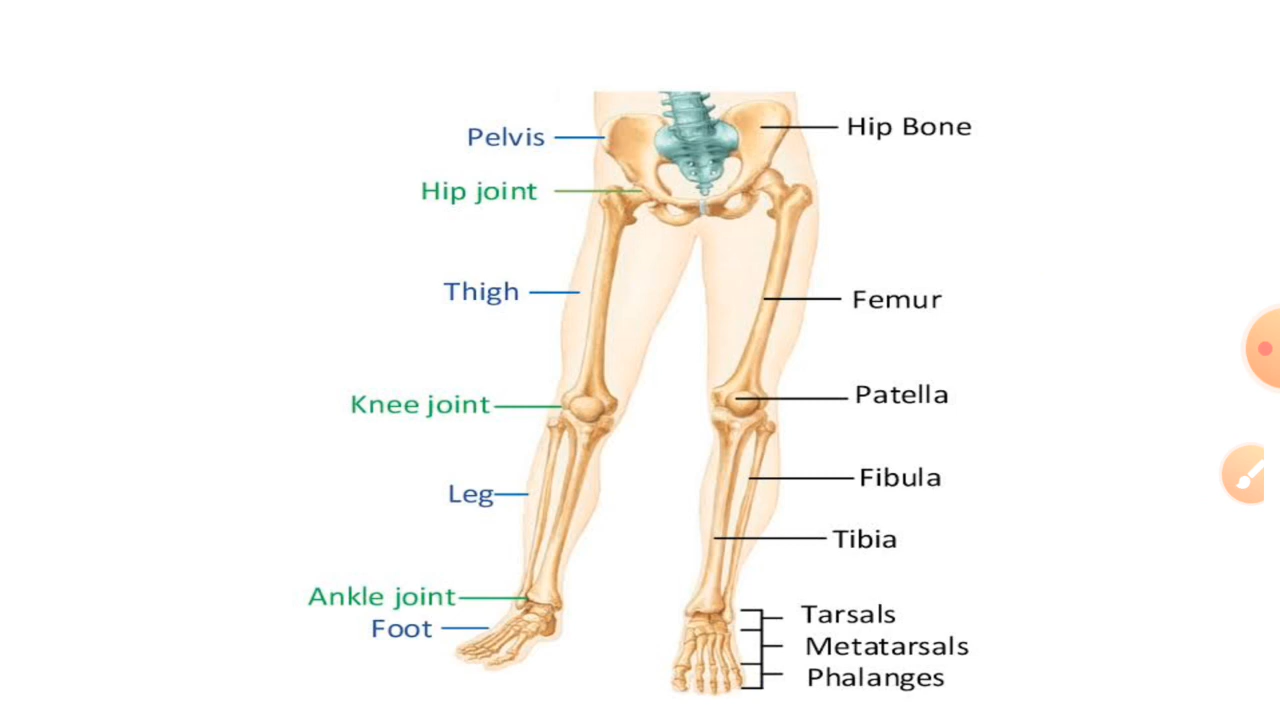 Hip Bone
Pelvis
Hip joint
Thigh
Femur
Patella
Knee joint
Fibula
Leg
Tibia
Ankle joint
Tarsals
Foot
Metatarsals
Phalanges